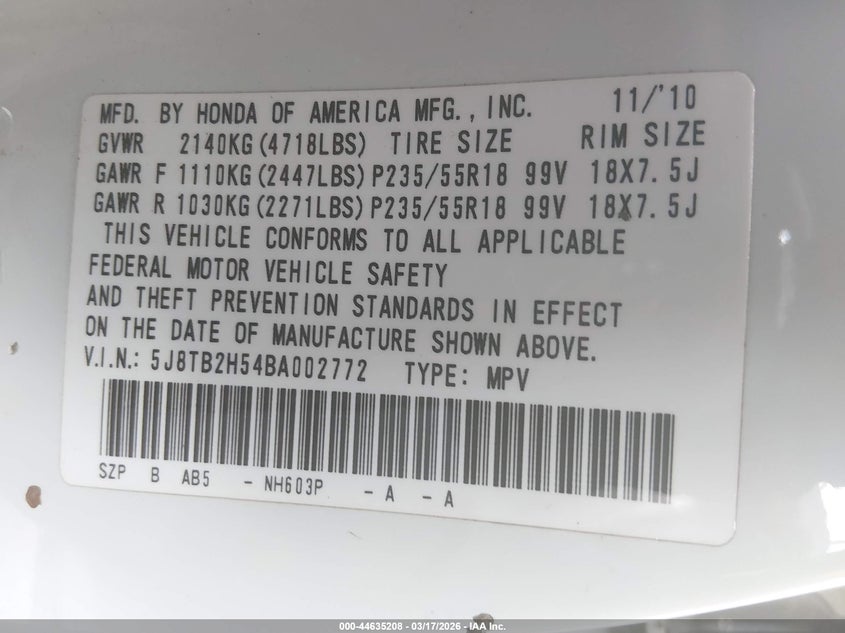 MFD. BY HONDA OF AMERICA MFG., INC. 11/'10
GVWR 2140KG(4718LBS) TIRE SIZE RIM SIZE
GAWR F 1110KG(2447LBS)P235/55R18 99V 18X7.5J
GAWR R 1030KG(2271LBS)P235/55R18 99V 18X7.5J
THIS VEHICLE CONFORMS TO ALL APPLICABLE
FEDERAL MOTOR VEHICLE SAFETY
AND THEFT PREVENTION STANDARDS IN EFFECT
ON THE DATE OF MANUFACTURE SHOWN ABOVE.
V.I.N.: 5J8TB2H54BA002772 TYPE: MPV
SZP B AB5 - NH603P - A - A
000-44635208 - 03/17/2026 - IAA Inc.